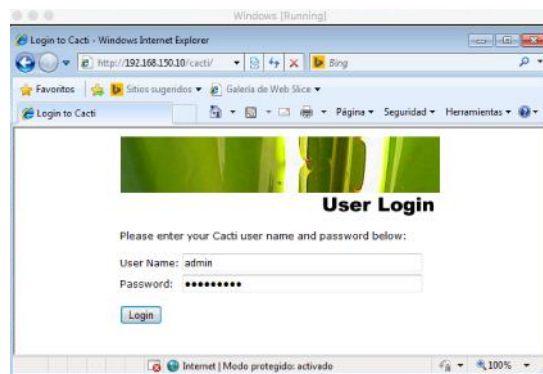 Windows [Running]
Login to Cacti - Windows Internet Explorer
http://192.168.150.10/cacti/
Bing
Favoritos
Sitios sugeridos
Galería de Web Slice
Login to Cacti
Página
Seguridad
Herramientas
User Login
Please enter your Cacti user name and password below:
User Name: admin
Password: •••••••••
Login
Internet | Modo protegido: activado
100%